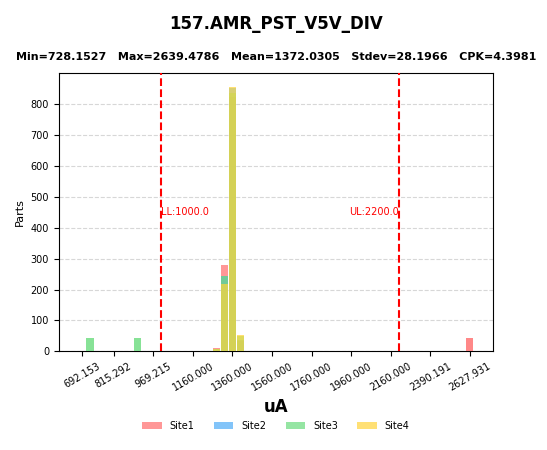 157.AMR_PST_V5V_DIV
Min=728.1527 Max=2639.4786 Mean=1372.0305 Stdev=28.1966 CPK=4.3981
800
700
600
500
400
300
200
100
0
Parts
LL:1000.0
UL:2200.0
692.153
815.292
969.215
1160.000
1360.000
1560.000
1760.000
1960.000
2160.000
2390.191
2627.931
uA
Site1 Site2 Site3 Site4